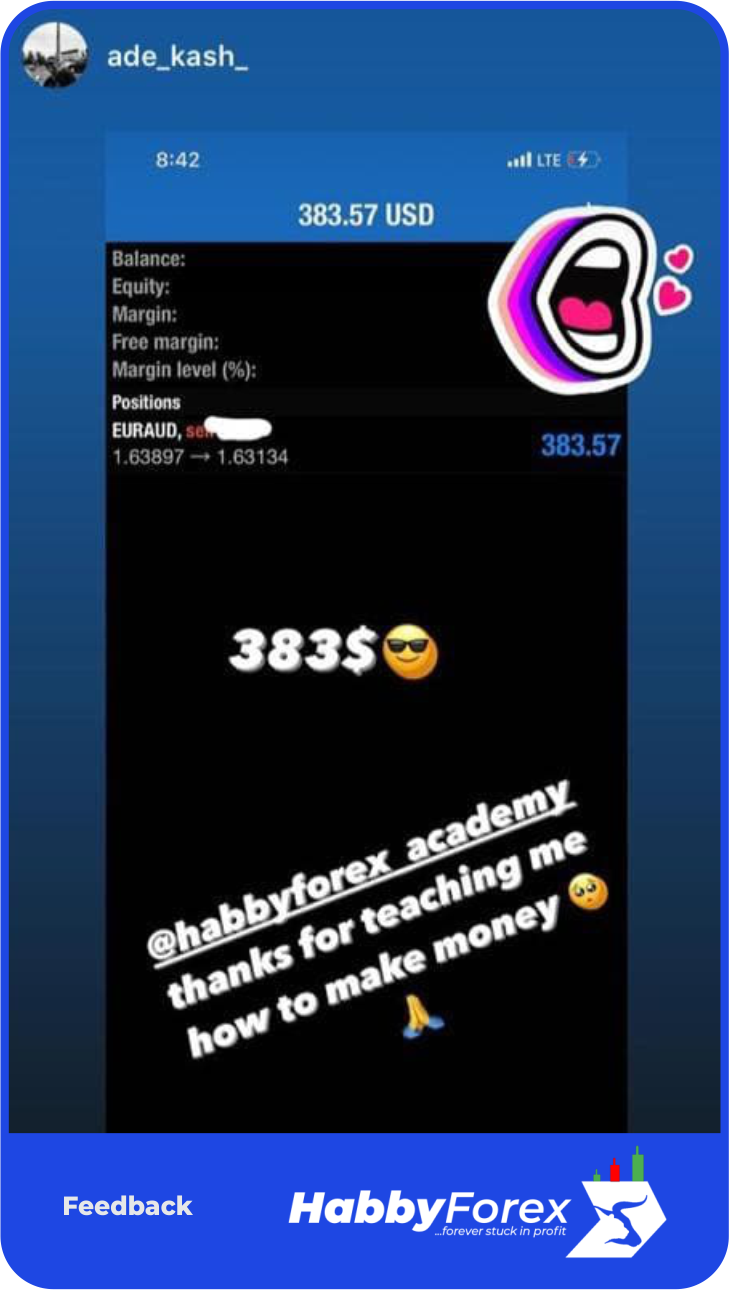 ade_kash_
8:42
LTE
383.57 USD
Balance:
Equity:
Margin:
Free margin:
Margin level (%):
Positions
EURAUD,
1.63897 → 1.63134
383.57
383$😎
@habbyforex_academy
thanks for teaching me
how to make money 🥺
🙏
Feedback
HabbyForex
...forever stuck in profit